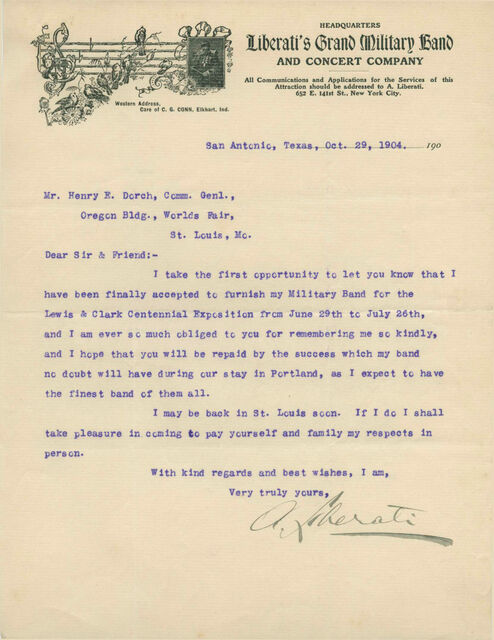 HEADQUARTERS
Liberati's Grand Military Band
AND CONCERT COMPANY
All Communications and Applications for the Services of this
Attraction should be addressed to A. Liberati.
652 E. 141st St., New York City.
Western Address,
Care of C. G. CONN, Elkhart, Ind.
San Antonio, Texas, Oct. 29, 1904. 190
Mr. Henry E. Dorch, Comm. Genl.,
Oregon Bldg., Worlds Fair,
St. Louis, Mo.
Dear Sir & Friend:-
I take the first opportunity to let you know that I
have been finally accepted to furnish my Military Band for the
Lewis & Clark Centennial Exposition from June 29th to July 26th,
and I am ever so much obliged to you for remembering me so kindly,
and I hope that you will be repaid by the success which my band
no doubt will have during our stay in Portland, as I expect to have
the finest band of them all.
I may be back in St. Louis soon. If I do I shall
take pleasure in coming to pay yourself and family my respects in
person.
With kind regards and best wishes, I am,
Very truly yours,
A. Liberati